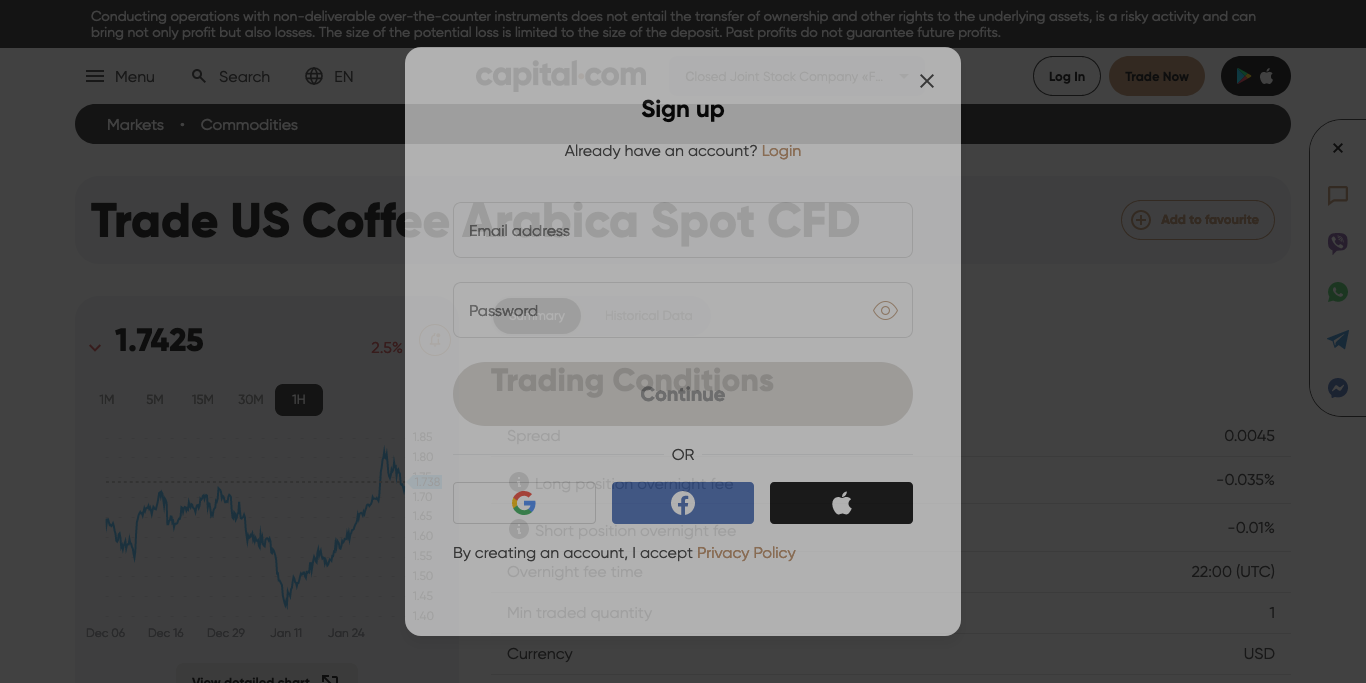 Conducting operations with non-deliverable over-the-counter instruments does not entail the transfer of ownership and other rights to the underlying assets, is a risky activity and can
bring not only profit but also losses. The size of the potential loss is limited to the size of the deposit. Past profits do not guarantee future profits.
Menu
Search
EN
capital.com
Closed Joint Stock Company eF...
Log In
Trade Now
Sign up
Markets • Commodities
Already have an account? Login
Trade US Coffee Arabica Spot CFD
Add to favourite
Email address
Password
Summary
Historical Data
1.7425
2.5%
Trading Conditions
Continue
1M
5M
15M
30M
1H
Spread
0.0045
OR
Long position overnight fee
-0.035%
Short position overnight fee
-0.01%
By creating an account, I accept Privacy Policy
Overnight fee time
22:00 (UTC)
Min traded quantity
1
Currency
USD
1.85
1.80
1.738
1.70
1.65
1.60
1.55
1.50
1.45
1.40
Dec 06
Dec 16
Dec 29
Jan 11
Jan 24
View detailed chart